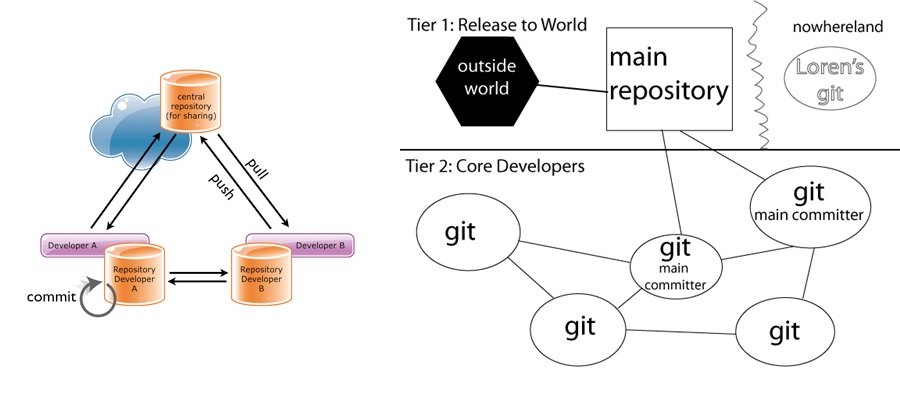 central
repository
(for sharing)
pull
push
Developer A
Developer B
Repository
Developer
A
Repository
Developer
B
commit
Tier 1: Release to World
nowhereland
outside
world
main
repository
Loren's
git
Tier 2: Core Developers
git
main committer
git
git
main
committer
git
git